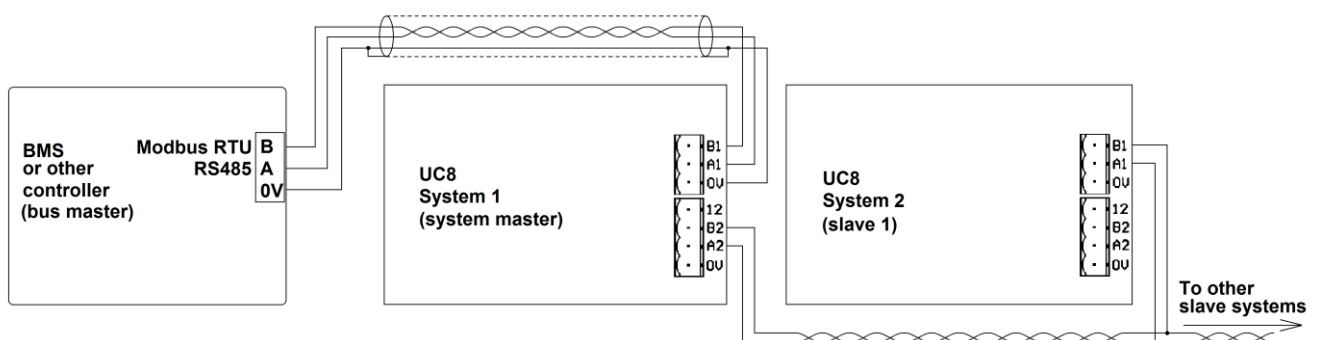 BMS
or other
controller
(bus master)
Modbus RTU
RS485
B
A
0V
UC8
System 1
(system master)
B1
A1
0V
12
B2
A2
0V
UC8
System 2
(slave 1)
B1
A1
0V
12
B2
A2
0V
To other
slave systems